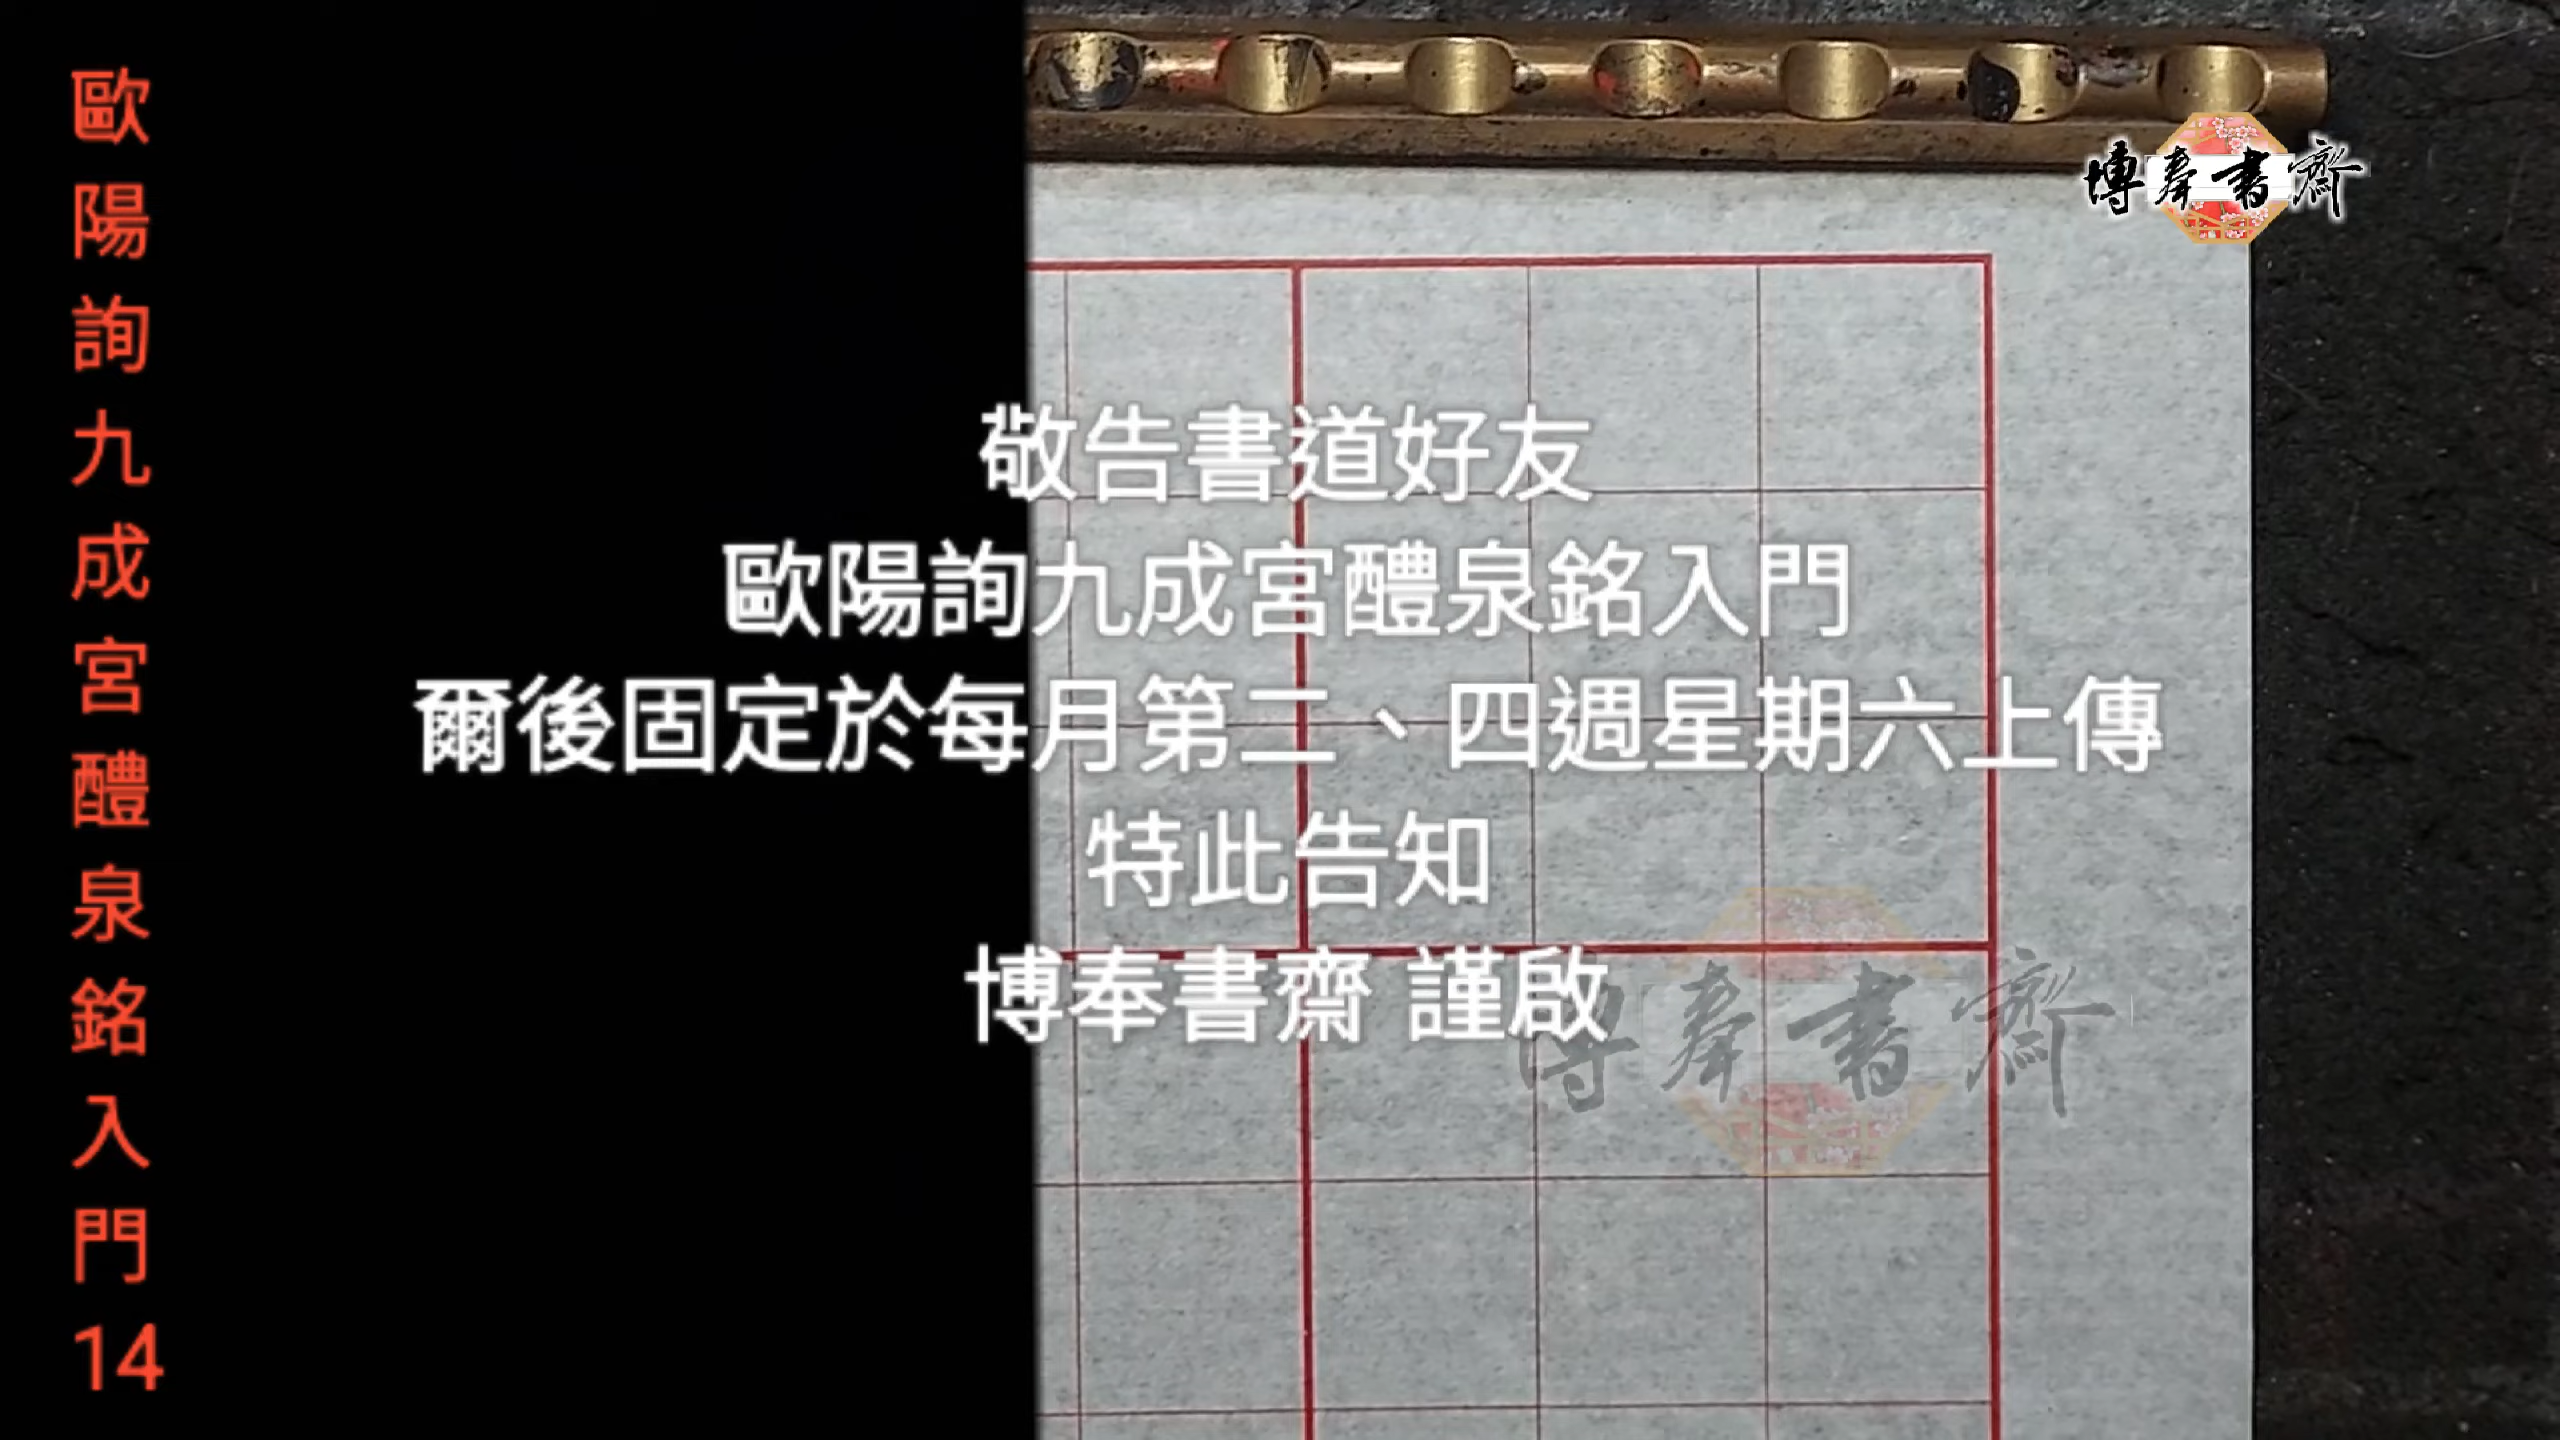 歐陽詢九成宮醴泉銘入門14
博奉書齋
敬告書道好友
歐陽詢九成宮醴泉銘入門
爾後固定於每月第二、四週星期六上傳
特此告知
博奉書齋 謹啟
博奉書齋